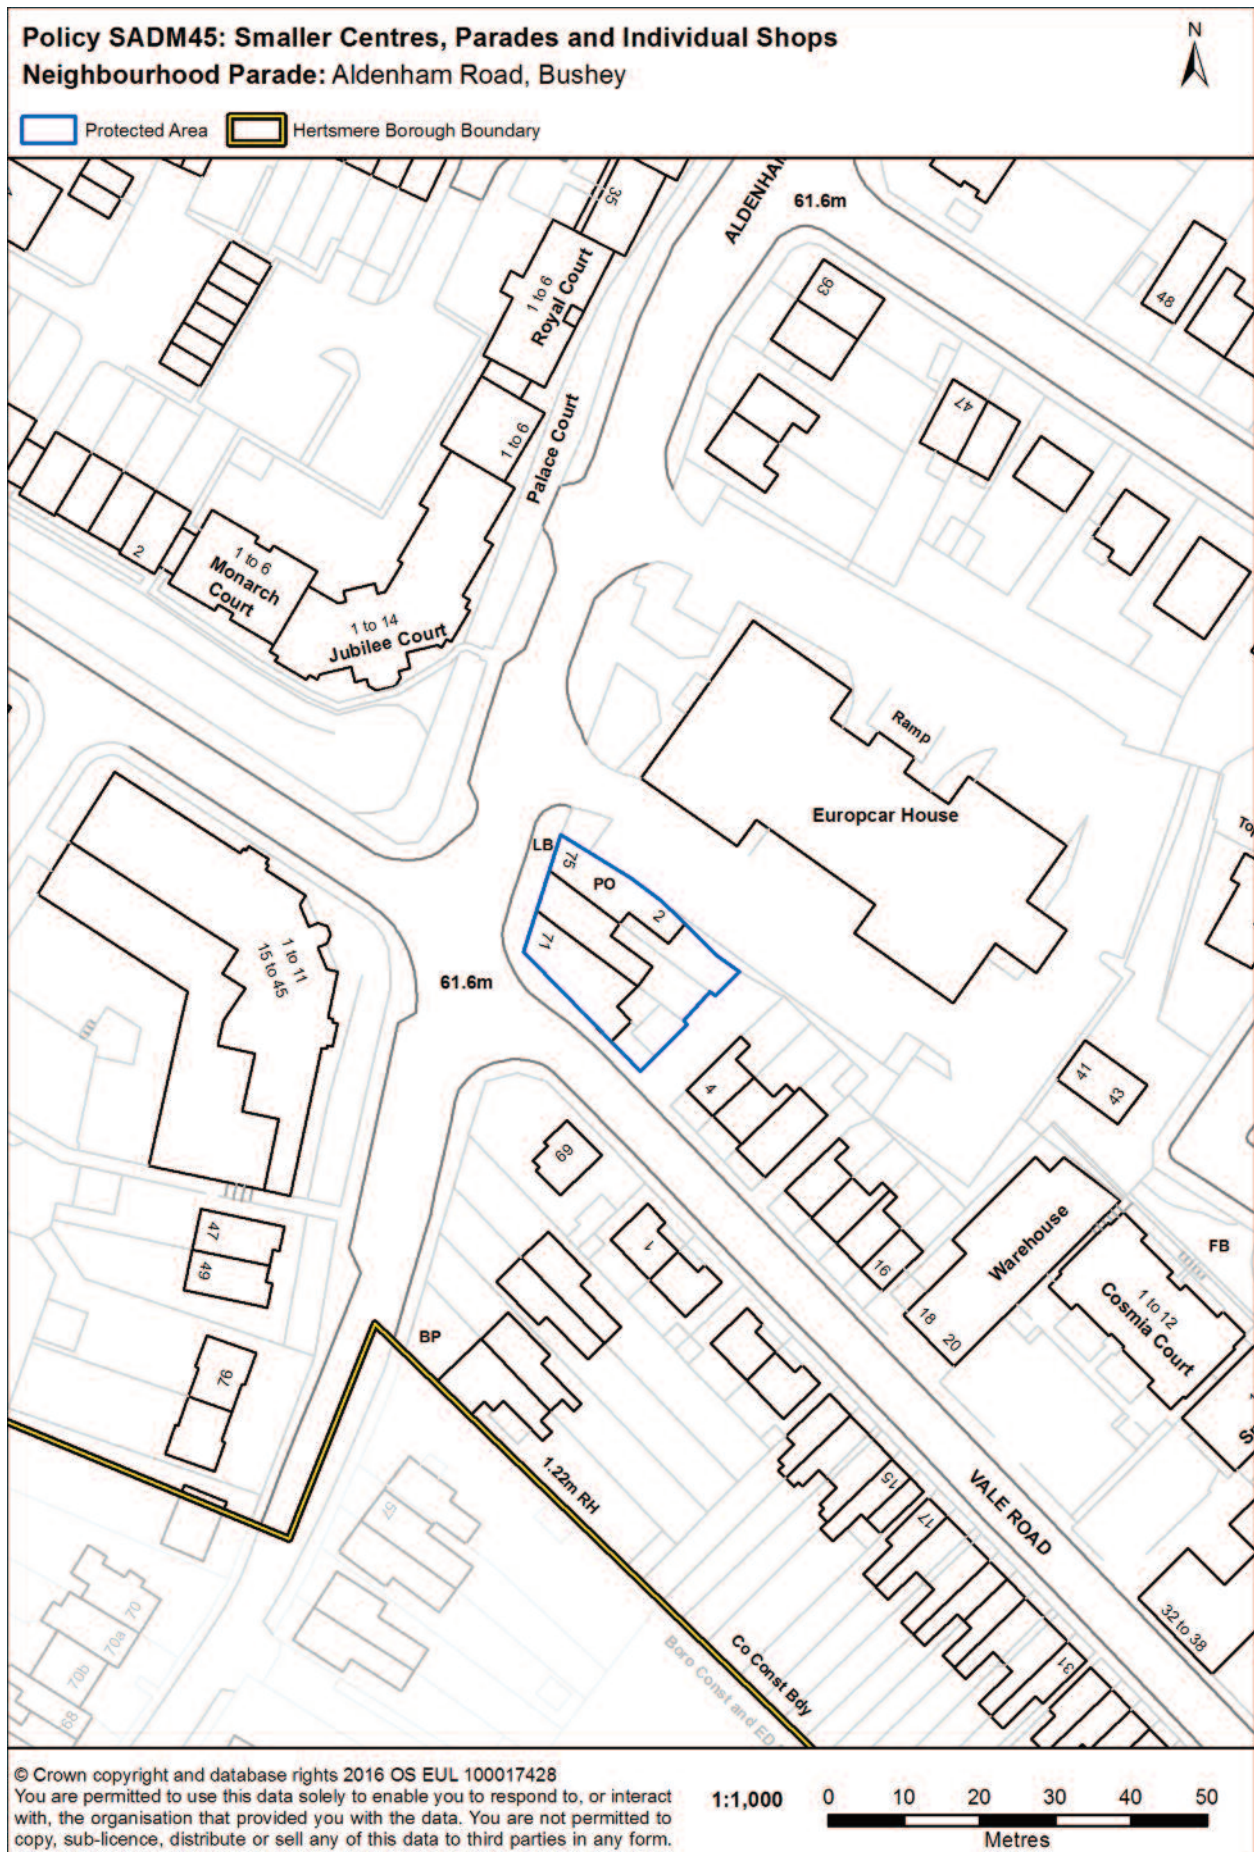 Policy SADM45: Smaller Centres, Parades and Individual Shops
Neighbourhood Parade: Aldenham Road, Bushey
N
Protected Area
Hertsmere Borough Boundary
35
ALDENHA
61.6m
1 to 6
Royal Court
93
48
47
1 to 6
Palace Court
2
1 to 6
Monarch
Court
1 to 14
Jubilee Court
Ramp
Europcar House
LB
75
PO
2
71
61.6m
1 to 11
15 to 45
4
41
43
69
47
49
1
16
Warehouse
18
20
FB
1 to 12
Cosmia Court
BP
76
1.22m RH
57
15
17
VALE ROAD
70
70a
70b
68
32 to 38
31
Co Const Bdy
Boro Const and ED
© Crown copyright and database rights 2016 OS EUL 100017428
You are permitted to use this data solely to enable you to respond to, or interact
with, the organisation that provided you with the data. You are not permitted to
copy, sub-licence, distribute or sell any of this data to third parties in any form.
1:1,000
0 10 20 30 40 50
Metres